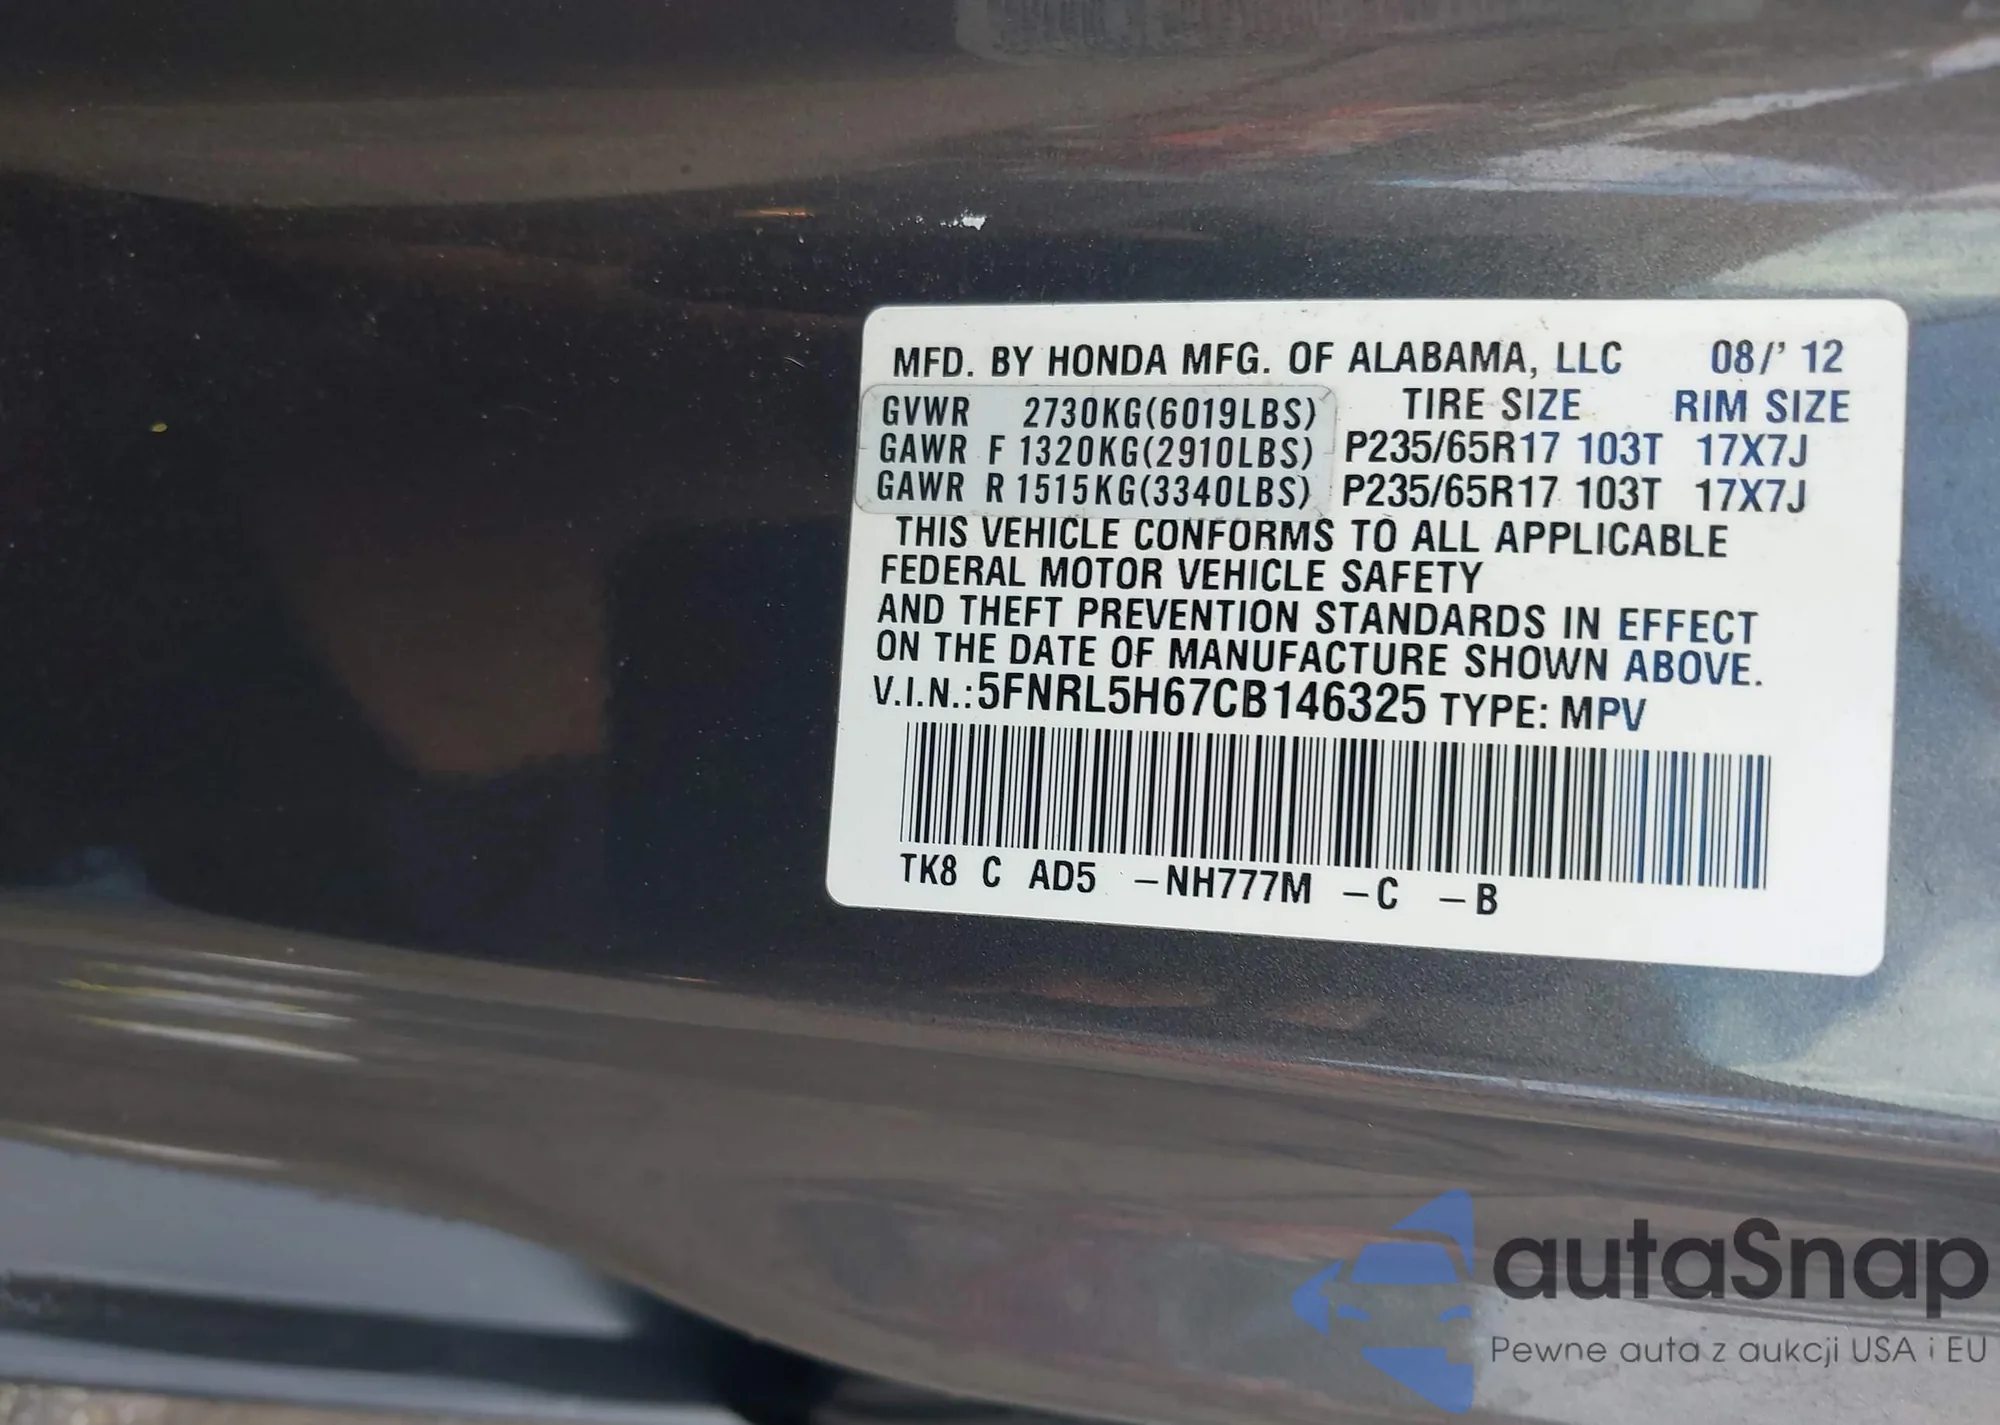 MFD. BY HONDA MFG. OF ALABAMA, LLC 08/' 12
GVWR 2730KG(6019LBS) TIRE SIZE RIM SIZE
GAWR F 1320KG(2910LBS) P235/65R17 103T 17X7J
GAWR R 1515KG(3340LBS) P235/65R17 103T 17X7J
THIS VEHICLE CONFORMS TO ALL APPLICABLE
FEDERAL MOTOR VEHICLE SAFETY
AND THEFT PREVENTION STANDARDS IN EFFECT
ON THE DATE OF MANUFACTURE SHOWN ABOVE.
V.I.N.: 5FNRL5H67CB146325 TYPE: MPV
TK8 C AD5 -NH777M -C -B
autaSnap
Pewne auta z aukcji USA i EU